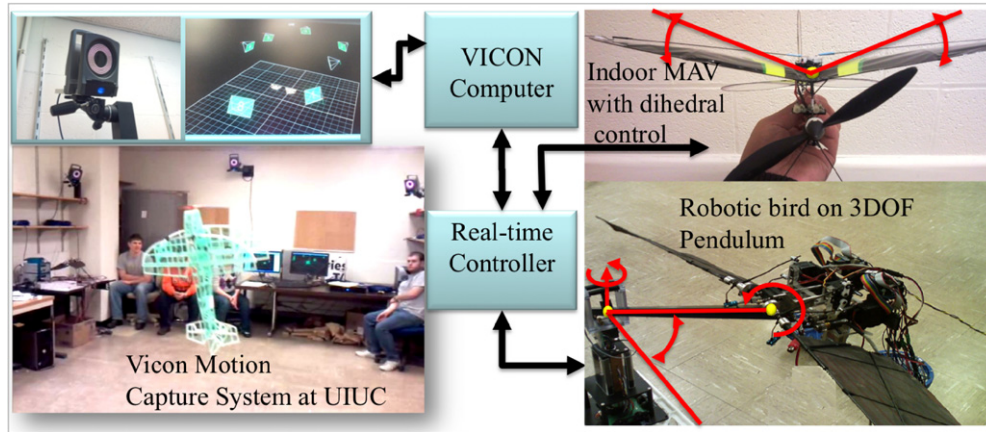 VICON
Computer
Indoor MAV
with dihedral
control
Real-time
Controller
Robotic bird on 3DOF
Pendulum
Vicon Motion
Capture System at UIUC